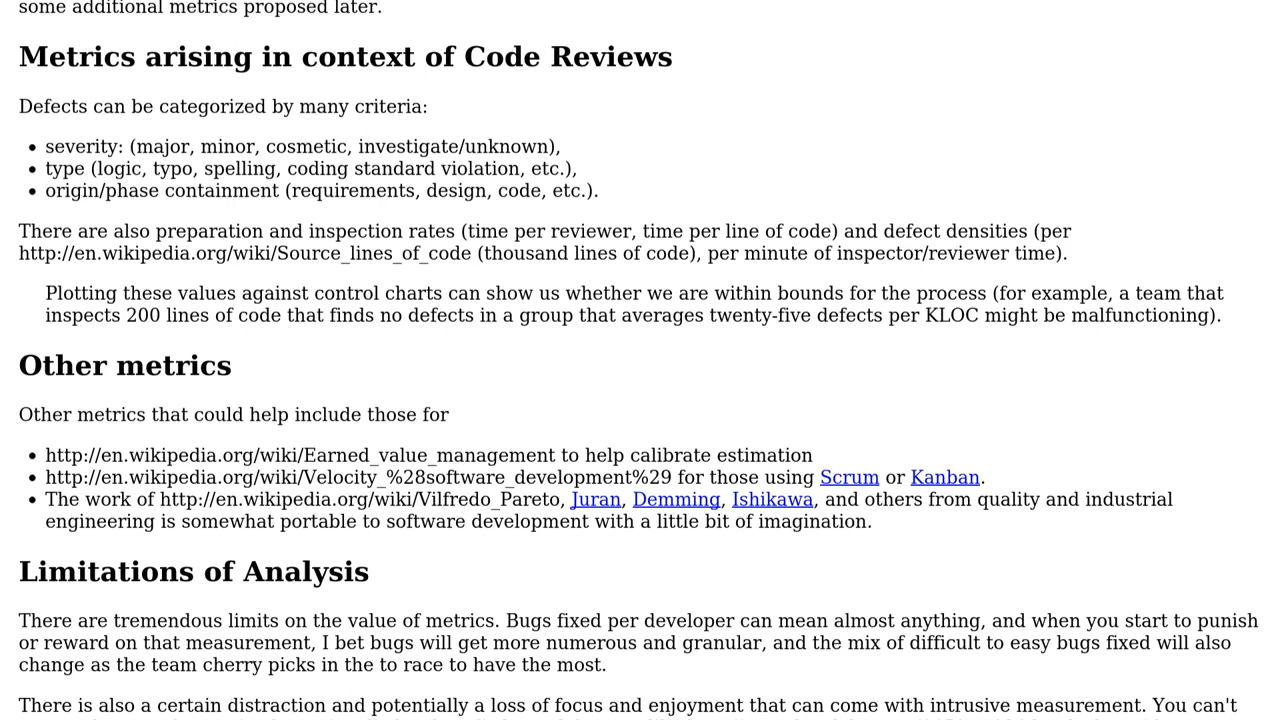 some additional metrics proposed later.
Metrics arising in context of Code Reviews
Defects can be categorized by many criteria:
• severity: (major, minor, cosmetic, investigate/unknown),
• type (logic, typo, spelling, coding standard violation, etc.),
• origin/phase containment (requirements, design, code, etc.).
There are also preparation and inspection rates (time per reviewer, time per line of code) and defect densities (per
http://en.wikipedia.org/wiki/Source_lines_of_code (thousand lines of code), per minute of inspector/reviewer time).
Plotting these values against control charts can show us whether we are within bounds for the process (for example, a team that
inspects 200 lines of code that finds no defects in a group that averages twenty-five defects per KLOC might be malfunctioning).
Other metrics
Other metrics that could help include those for
• http://en.wikipedia.org/wiki/Earned_value_management to help calibrate estimation
• http://en.wikipedia.org/wiki/Velocity_%28software_development%29 for those using Scrum or Kanban.
• The work of http://en.wikipedia.org/wiki/Vilfredo_Pareto, Juran, Demming, Ishikawa, and others from quality and industrial
engineering is somewhat portable to software development with a little bit of imagination.
Limitations of Analysis
There are tremendous limits on the value of metrics. Bugs fixed per developer can mean almost anything, and when you start to punish
or reward on that measurement, I bet bugs will get more numerous and granular, and the mix of difficult to easy bugs fixed will also
change as the team cherry picks in the to race to have the most.
There is also a certain distraction and potentially a loss of focus and enjoyment that can come with intrusive measurement. You can't